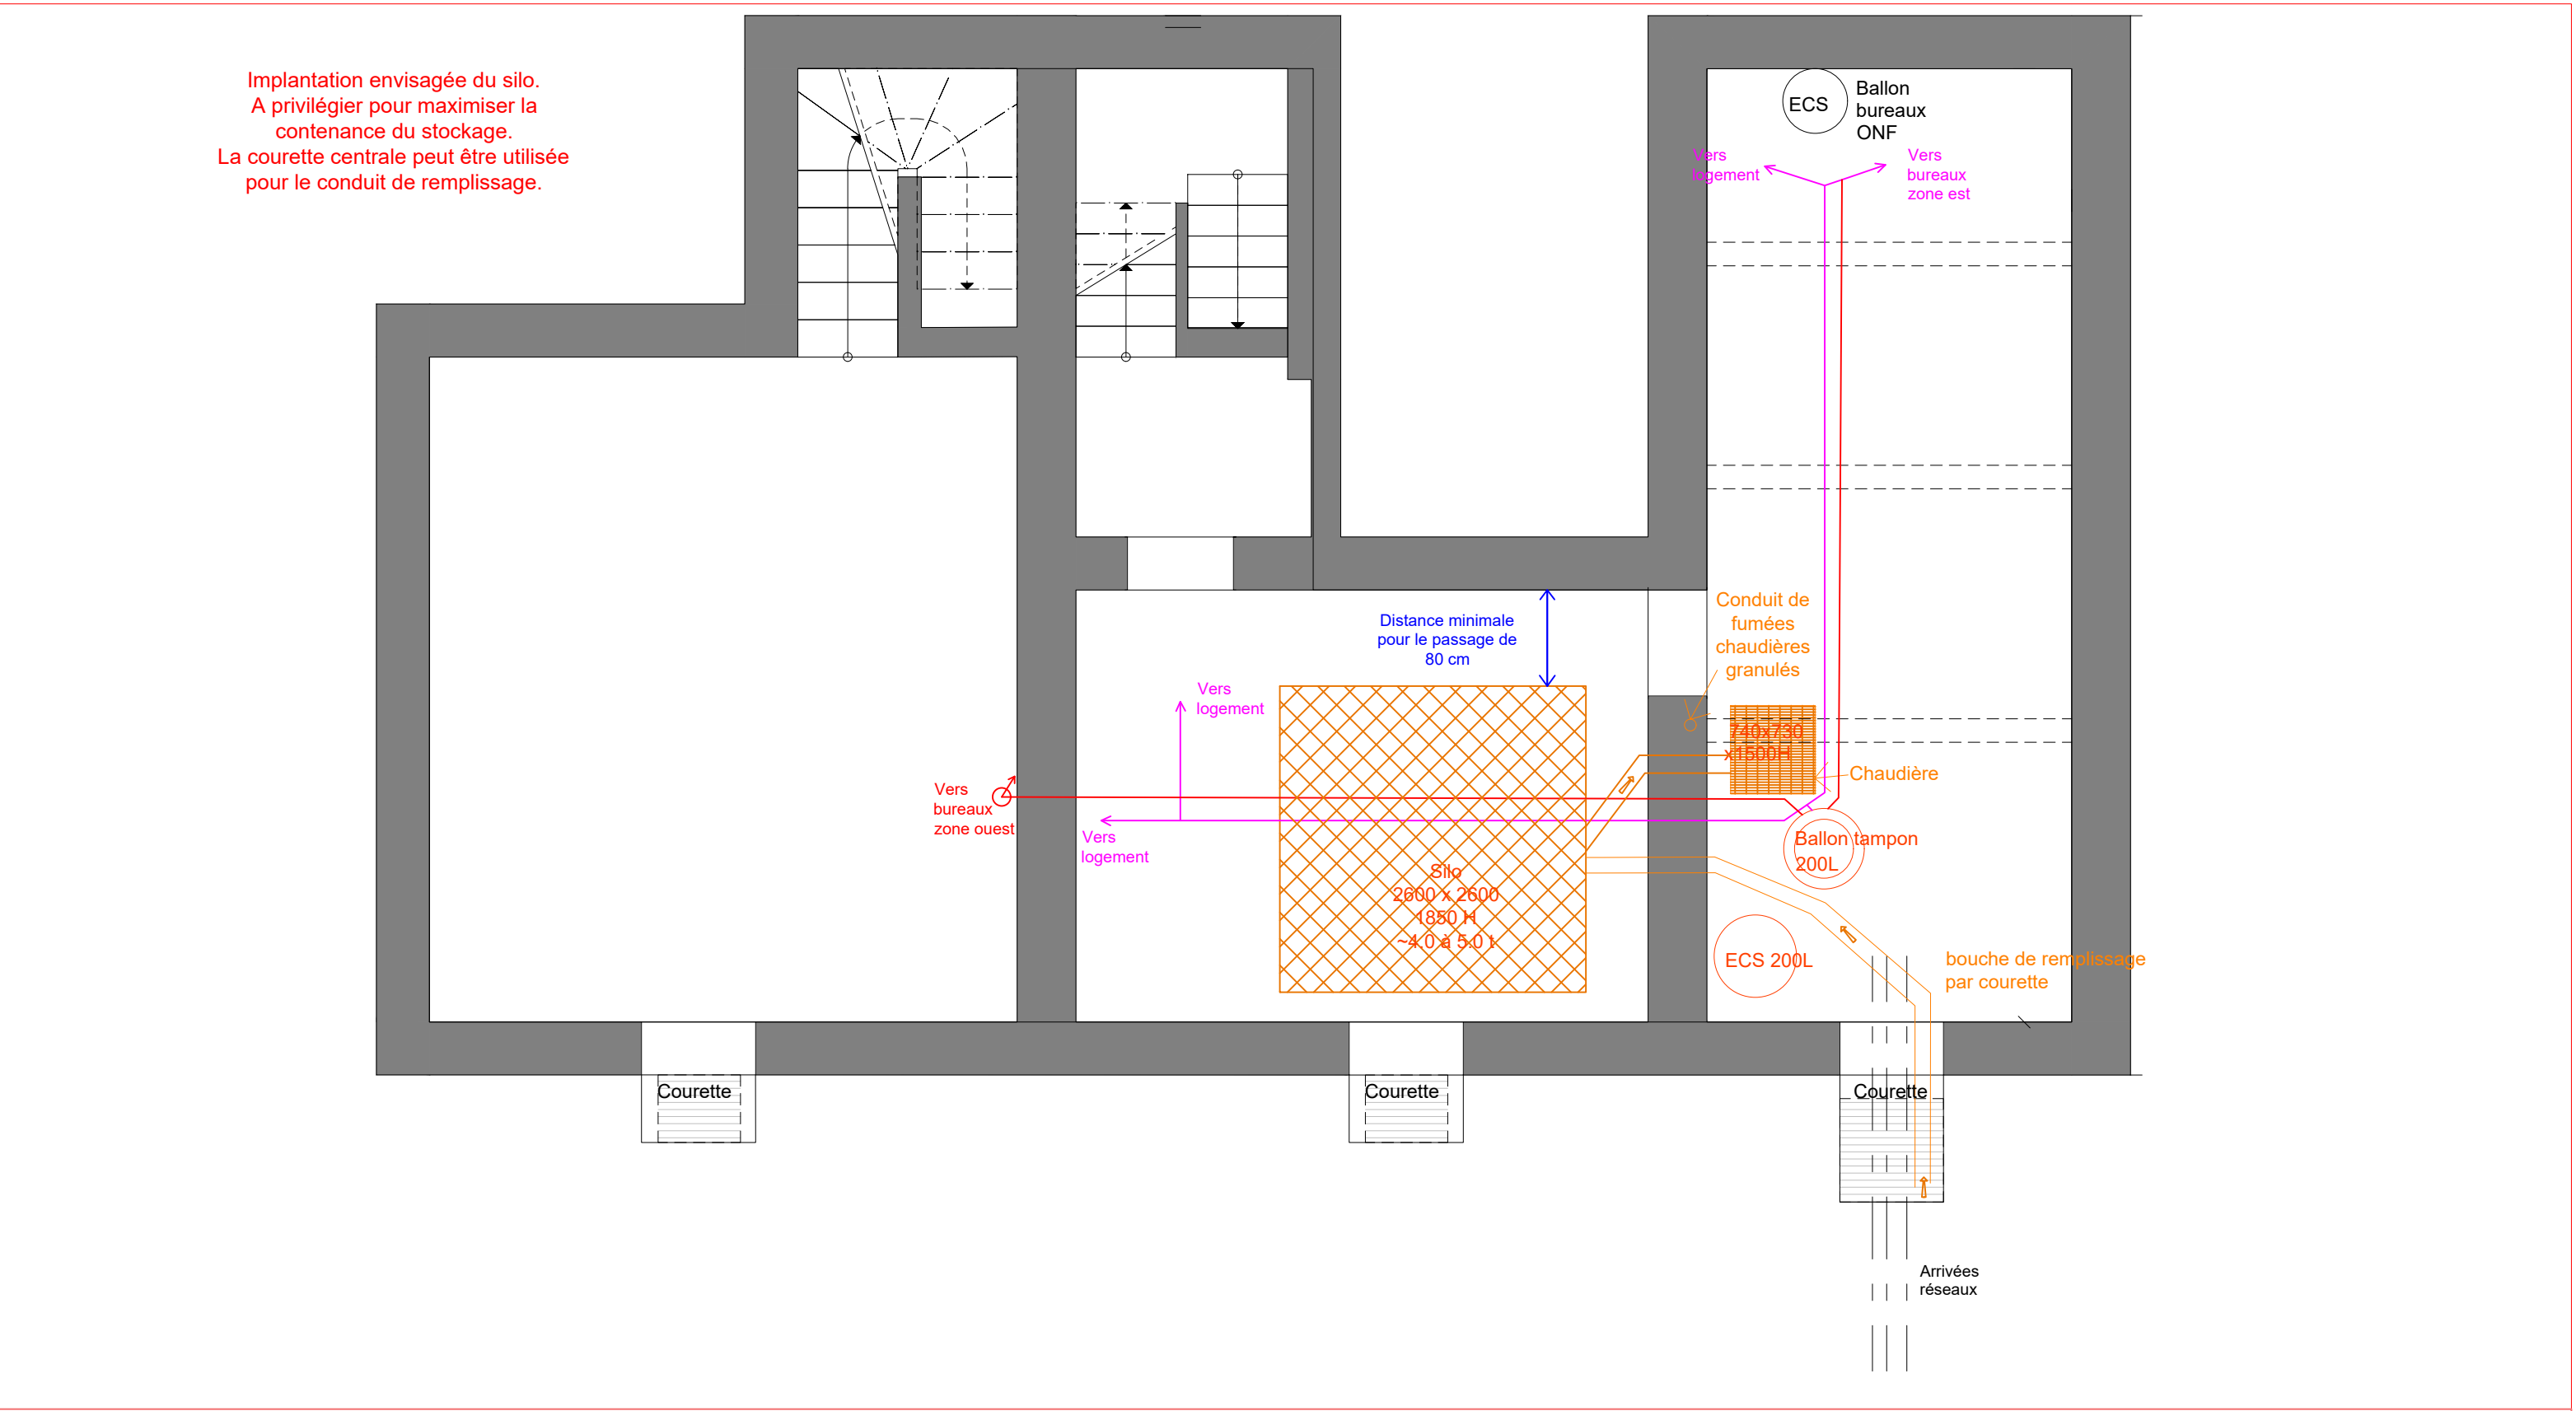 Implantation envisagée du silo.
A privilégier pour maximiser la
contenance du stockage.
La courette centrale peut être utilisée
pour le conduit de remplissage.
ECS
Ballon
bureaux
ONF
Vers
logement
Vers
bureaux
zone est
Distance minimale
pour le passage de
80 cm
Conduit de
fumées
chaudières
granulés
Vers
logement
740x730
x1500H
Chaudière
Vers
bureaux
zone ouest
Vers
logement
Ballon tampon
200L
Silo
2600 x 2600
1850 H
~4.0 à 5.0 t
ECS 200L
bouche de remplissage
par courette
Courette
Courette
Courette
Arrivées
réseaux